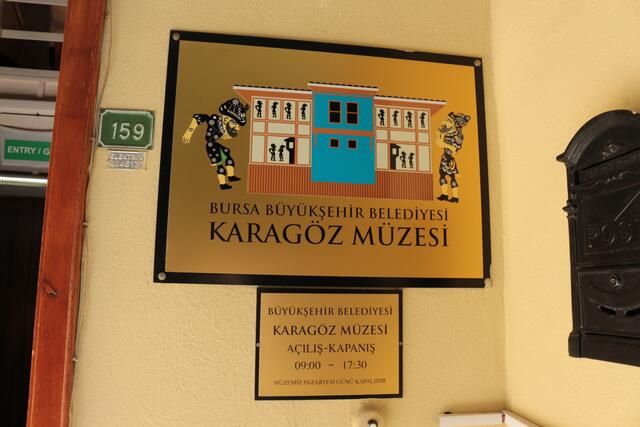 ENTRY / G
159
ELEKTRİK
BURSA BÜYÜKŞEHİR BELEDİYESİ
KARAGÖZ MÜZESİ
BÜYÜKŞEHİR BELEDİYESİ
KARAGÖZ MÜZESİ
AÇILIŞ-KAPANIŞ
09:00 - 17:30
MÜZEMİZ PAZARTESİ GÜNÜ KAPALIDIR
POST